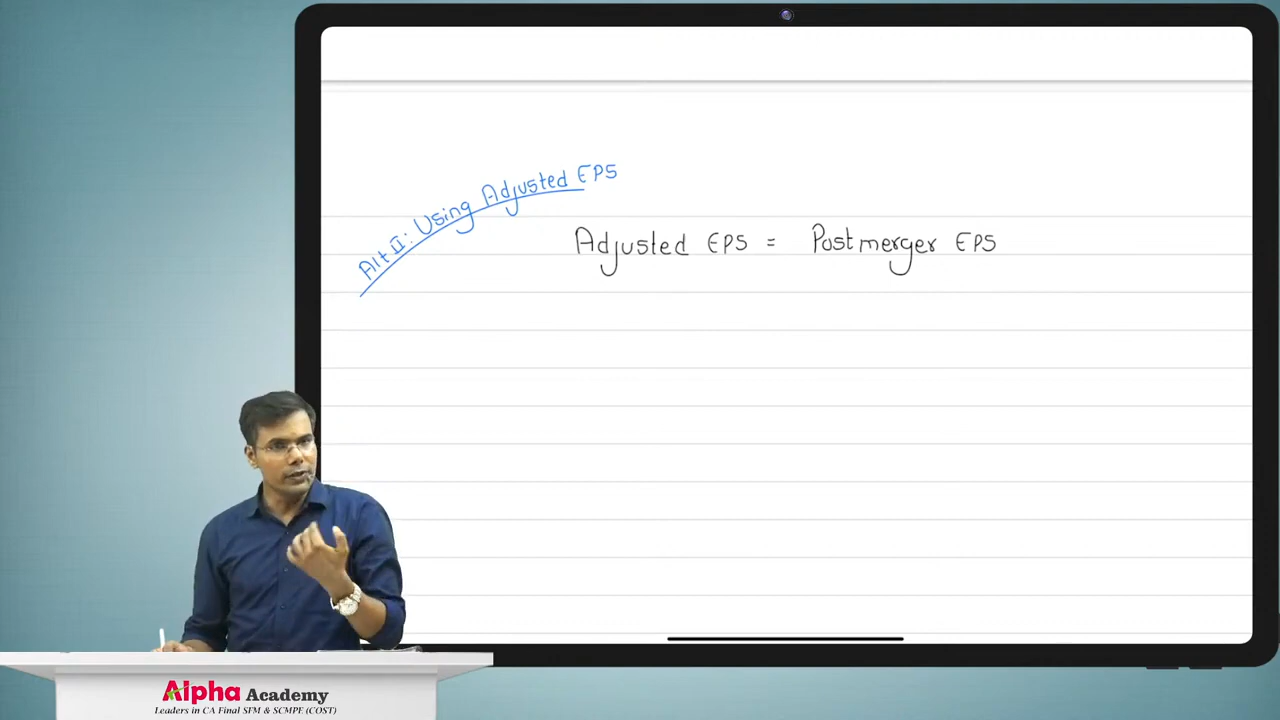 Alt II: Using Adjusted EPS
Adjusted EPS = Postmerger EPS
Alpha Academy
Leaders in CA Final SFM & SCMPE (COST)